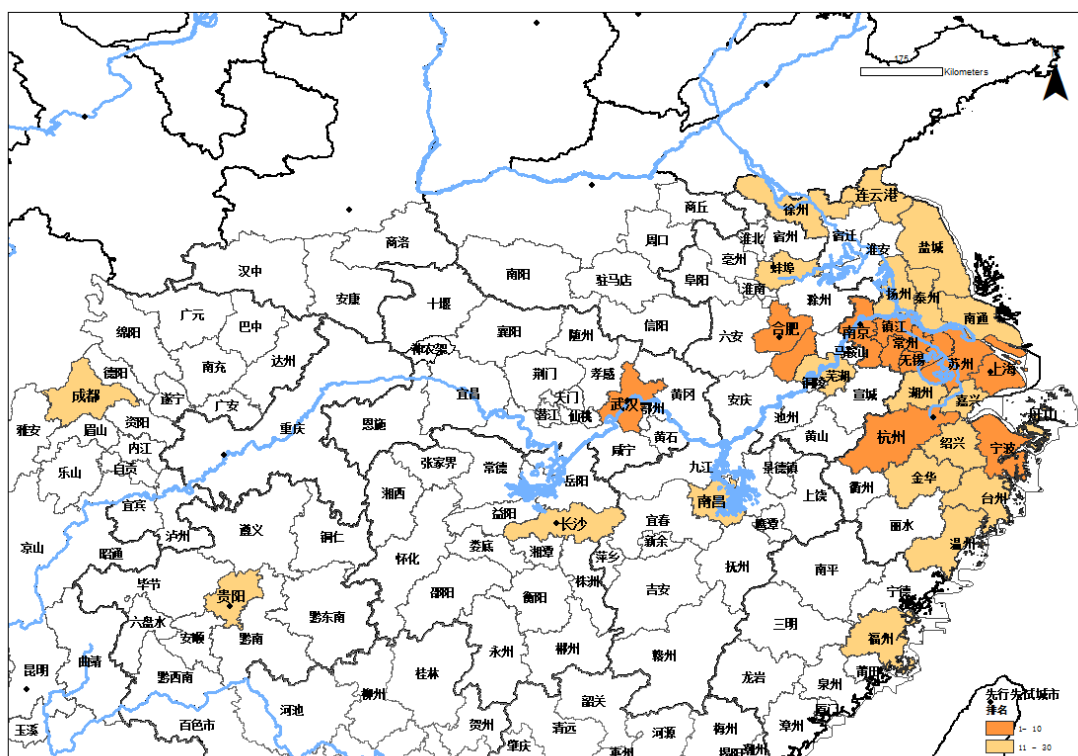 175
Kilometers
连云港
徐州
商丘
宿迁
淮安
盐城
周口
淮北
宿州
商洛
亳州
蚌埠
汉中
南阳
驻马店
阜阳
淮南
安康
滁州
扬州
泰州
十堰
南通
广元
信阳
合肥
南京
镇江
绵阳
巴中
襄阳
随州
六安
常州
神农架
马鞍山
无锡
苏州
上海
达州
德阳
南充
荆门
孝感
芜湖
铜陵
成都
宜昌
天门
黄冈
宣城
湖州
嘉兴
遂宁
广安
武汉
鄂州
安庆
潜江
仙桃
池州
舟山
资阳
重庆
恩施
雅安
眉山
黄石
黄山
杭州
绍兴
宁波
内江
咸宁
乐山
自贡
张家界
常德
九江
景德镇
金华
岳阳
衢州
湘西
上饶
台州
宜宾
益阳
南昌
长沙
宜春
鹰潭
丽水
遵义
泸州
铜仁
娄底
新余
温州
京山
昭通
怀化
湘潭
萍乡
抚州
毕节
株洲
南平
邵阳
衡阳
吉安
宁德
贵阳
六盘水
黔东南
三明
安顺
黔南
福州
永州
郴州
赣州
曲靖
昆明
黔西南
桂林
龙岩
莆田
泉州
柳州
韶关
先行先试城市
河池
厦门
排名
玉溪
百色市
贺州
清远
河源
梅州
漳州
1- 10
肇庆
11 - 30